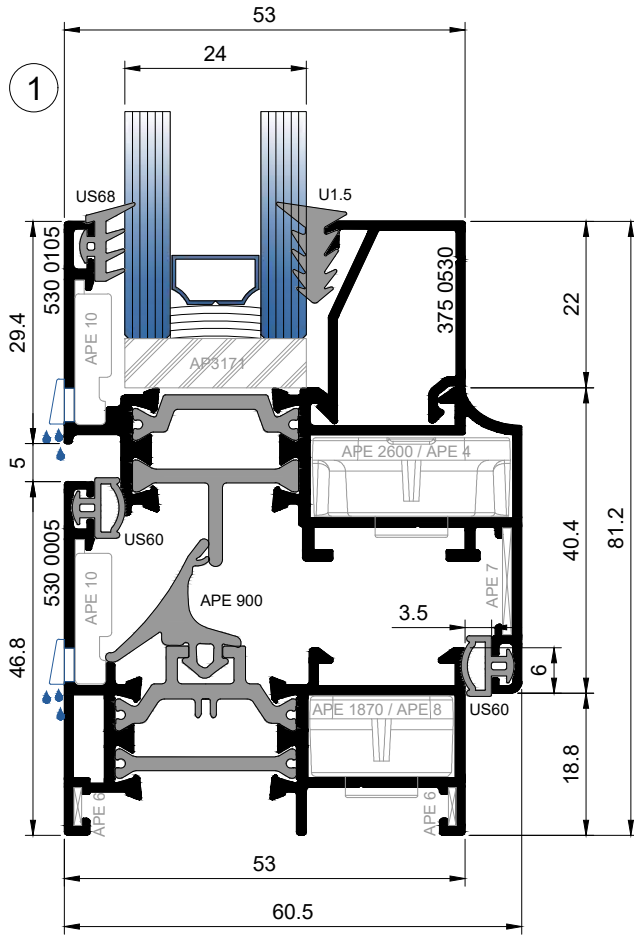 53
24
1
US68
U1.5
530 0105
375 0530
29.4
22
APE 10
AP3171
APE 2600 / APE 4
5
US60
530 0005
APE 10
APE 900
APE 7
40.4
81.2
3.5
46.8
6
US60
APE 1870 / APE 8
18.8
APE 6
APE 6
53
60.5